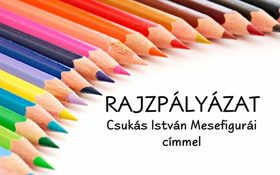 RAJZPÁLYÁZAT
Csukás István Mesefigurái
címmel